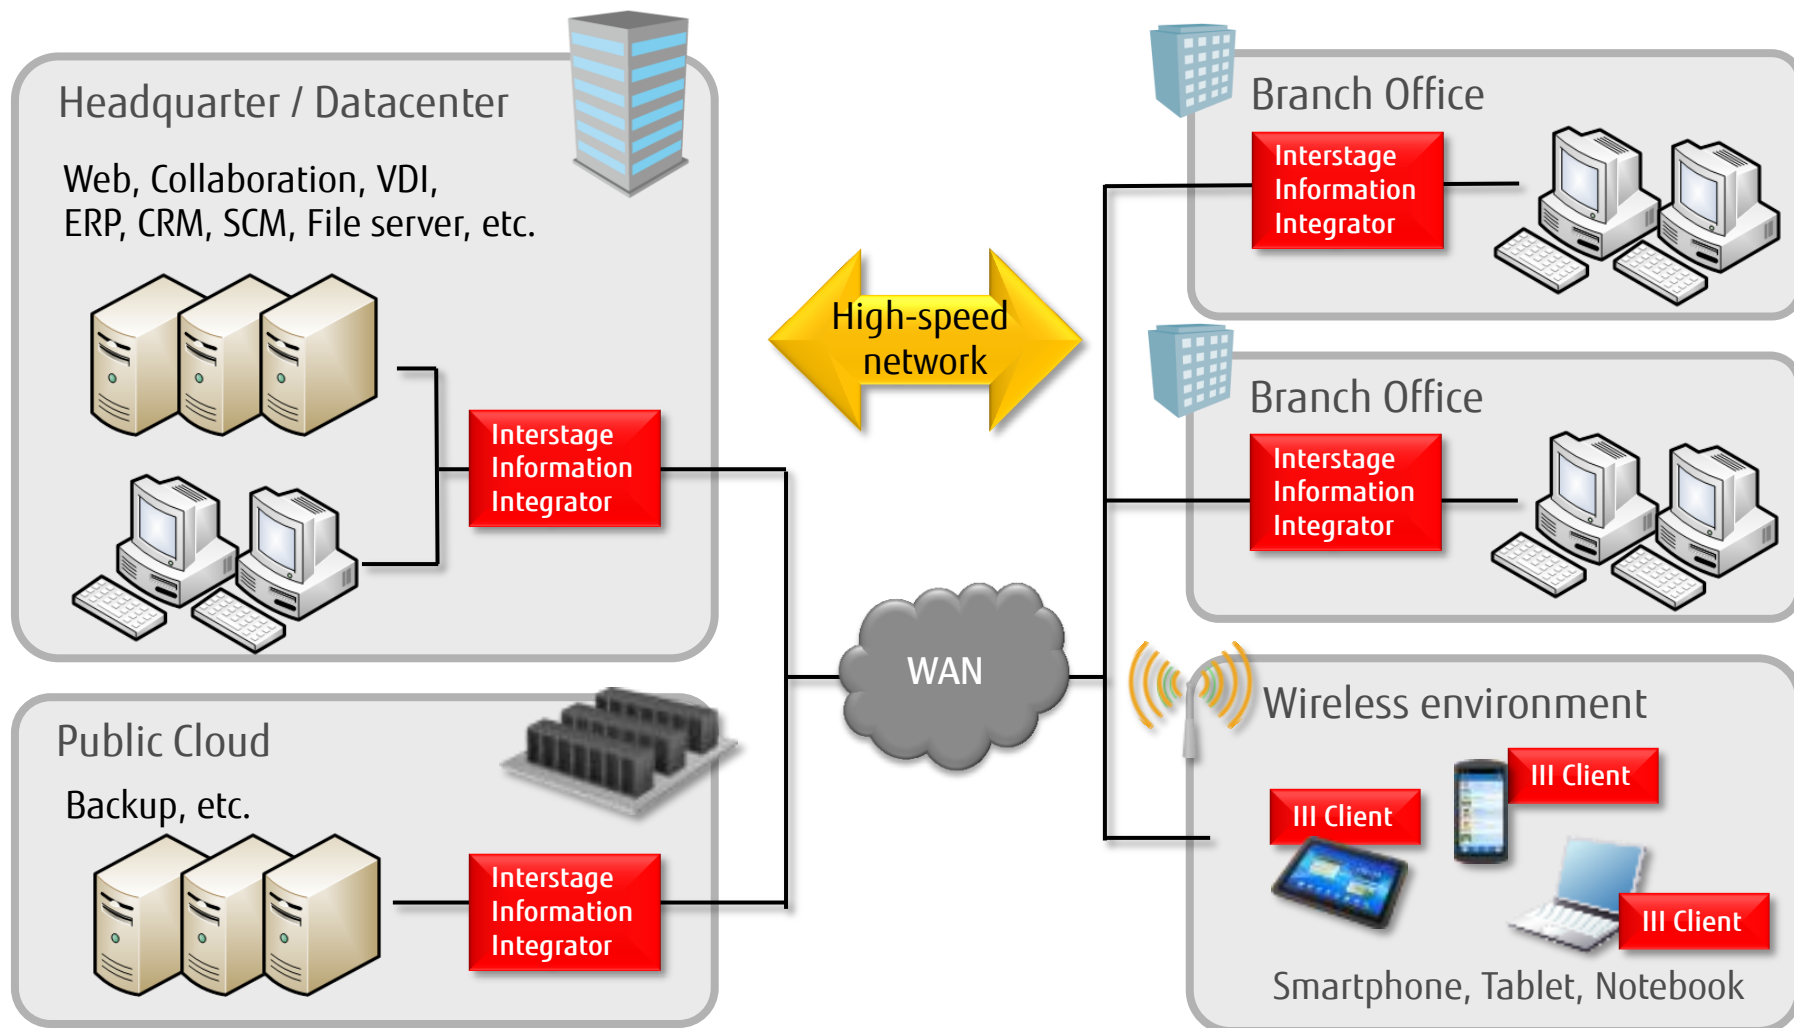 Headquarter / Datacenter
Web, Collaboration, VDI,
ERP, CRM, SCM, File server, etc.
Interstage
Information
Integrator
Public Cloud
Backup, etc.
Interstage
Information
Integrator
High-speed
network
WAN
Branch Office
Interstage
Information
Integrator
Branch Office
Interstage
Information
Integrator
Wireless environment
III Client
III Client
III Client
Smartphone, Tablet, Notebook